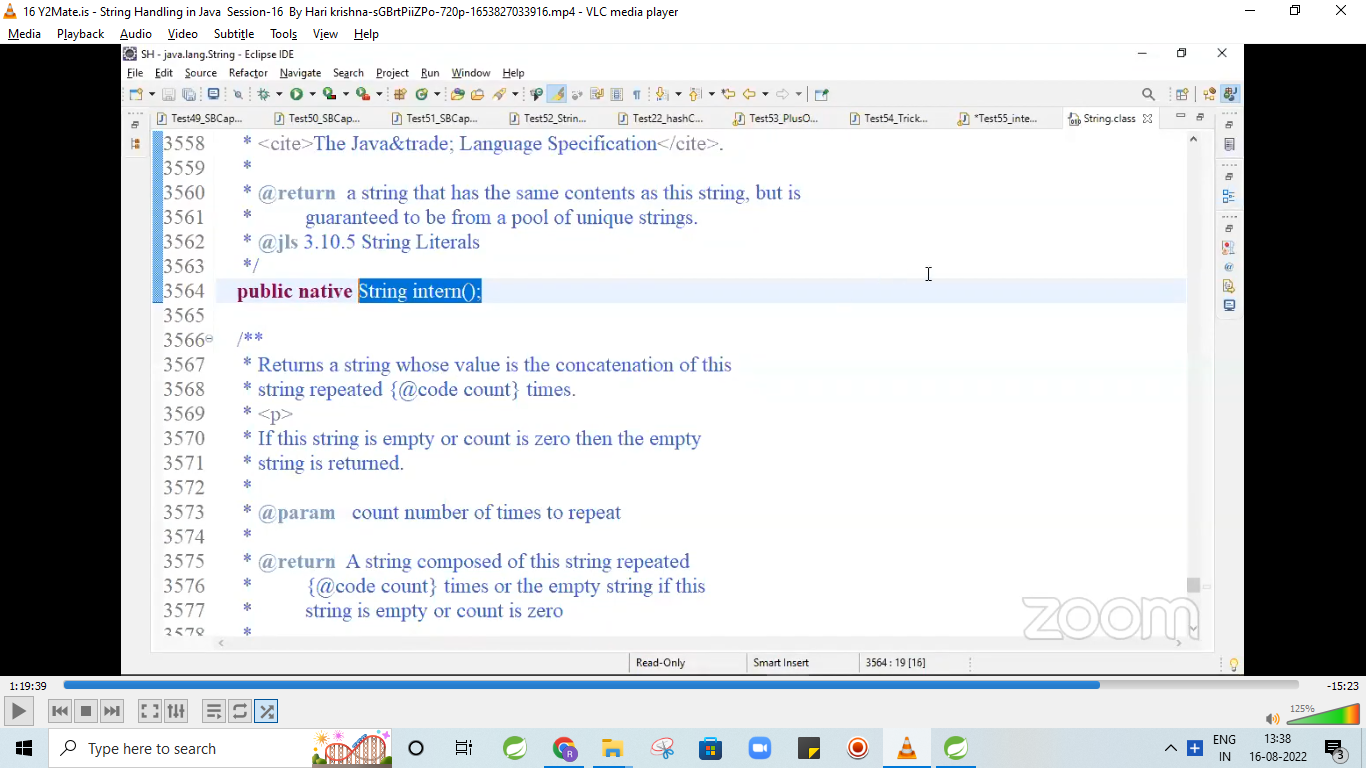 16 Y2Mate.is - String Handling in Java  Session-16  By Hari krishna-sGBrtPiiZPo-720p-1653827033916.mp4 - VLC media player
Media Playback Audio Video Subtitle Tools View Help
SH - java.lang.String - Eclipse IDE
File Edit Source Refactor Navigate Search Project Run Window Help
Test49_SBCap... Test50_SBCap... Test51_SBCap... Test52_Strin... Test22_hashC... Test53_PlusO... Test54_Trick... *Test55_inte... String.class
3558 * <cite>The Java&trade; Language Specification</cite>.
3559 *
3560 * @return  a string that has the same contents as this string, but is
3561 *          guaranteed to be from a pool of unique strings.
3562 * @jls 3.10.5 String Literals
3563 */
3564 public native String intern();
3565
3566 /**
3567 * Returns a string whose value is the concatenation of this
3568 * string repeated {@code count} times.
3569 * <p>
3570 * If this string is empty or count is zero then the empty
3571 * string is returned.
3572 *
3573 * @param   count number of times to repeat
3574 *
3575 * @return  A string composed of this string repeated
3576 *          {@code count} times or the empty string if this
3577 *          string is empty or count is zero
3578 *
zoom
Read-Only Smart Insert 3564 : 19 [16]
1:19:39 -15:23
125%
Type here to search
ENG 13:38
IN 16-08-2022 3